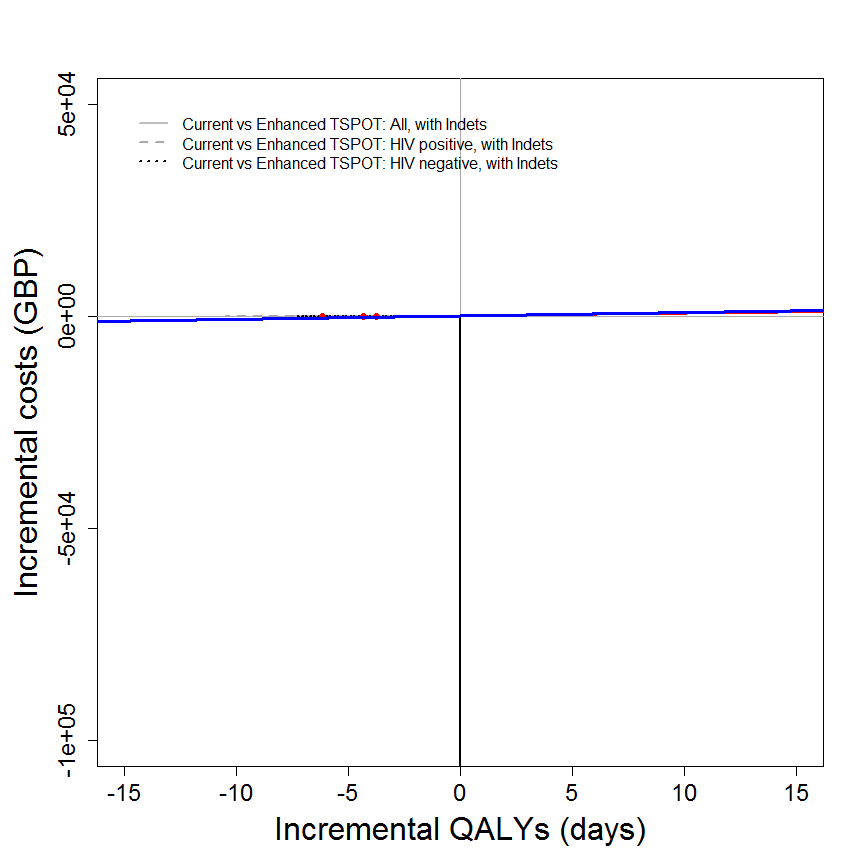 5e+04
Current vs Enhanced TSPOT: All, with Indets
Current vs Enhanced TSPOT: HIV positive, with Indets
Current vs Enhanced TSPOT: HIV negative, with Indets
Incremental costs (GBP)
0e+00
-5e+04
-1e+05
-15 -10 -5 0 5 10 15
Incremental QALYs (days)